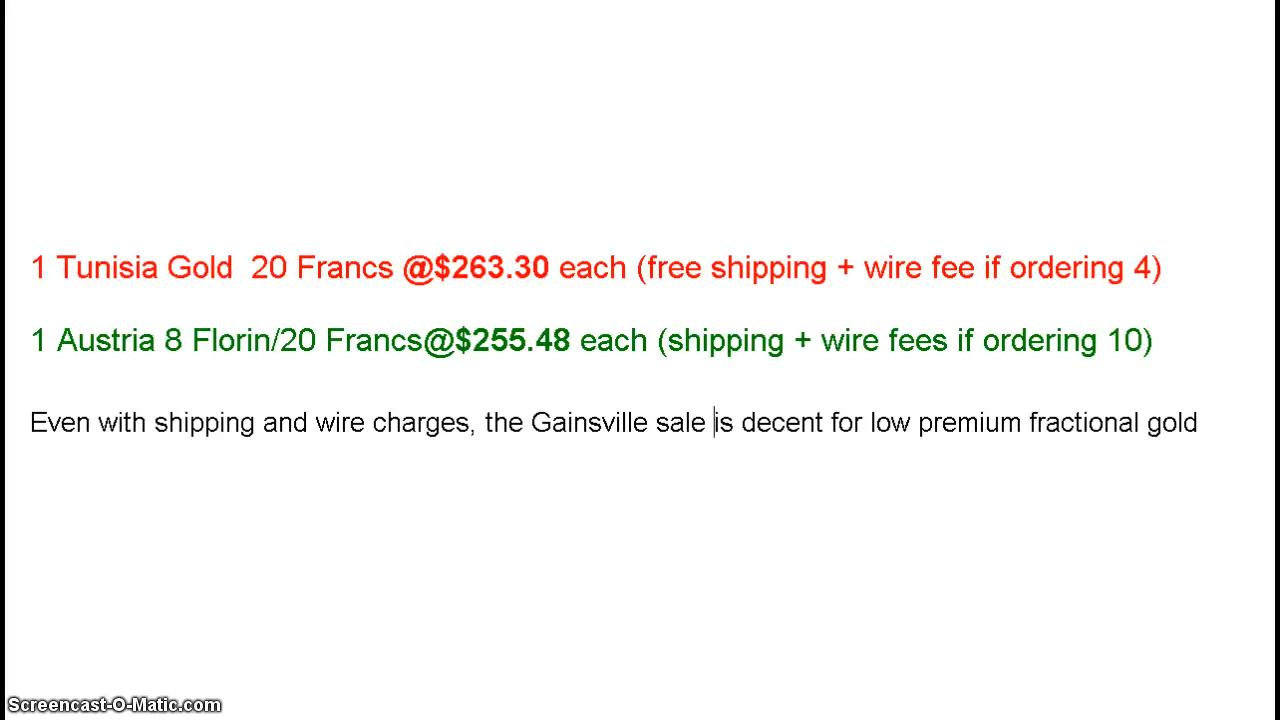 1 Tunisia Gold  20 Francs @$263.30 each (free shipping + wire fee if ordering 4)
1 Austria 8 Florin/20 Francs@$255.48 each (shipping + wire fees if ordering 10)
Even with shipping and wire charges, the Gainsville sale is decent for low premium fractional gold
Screencast-O-Matic.com